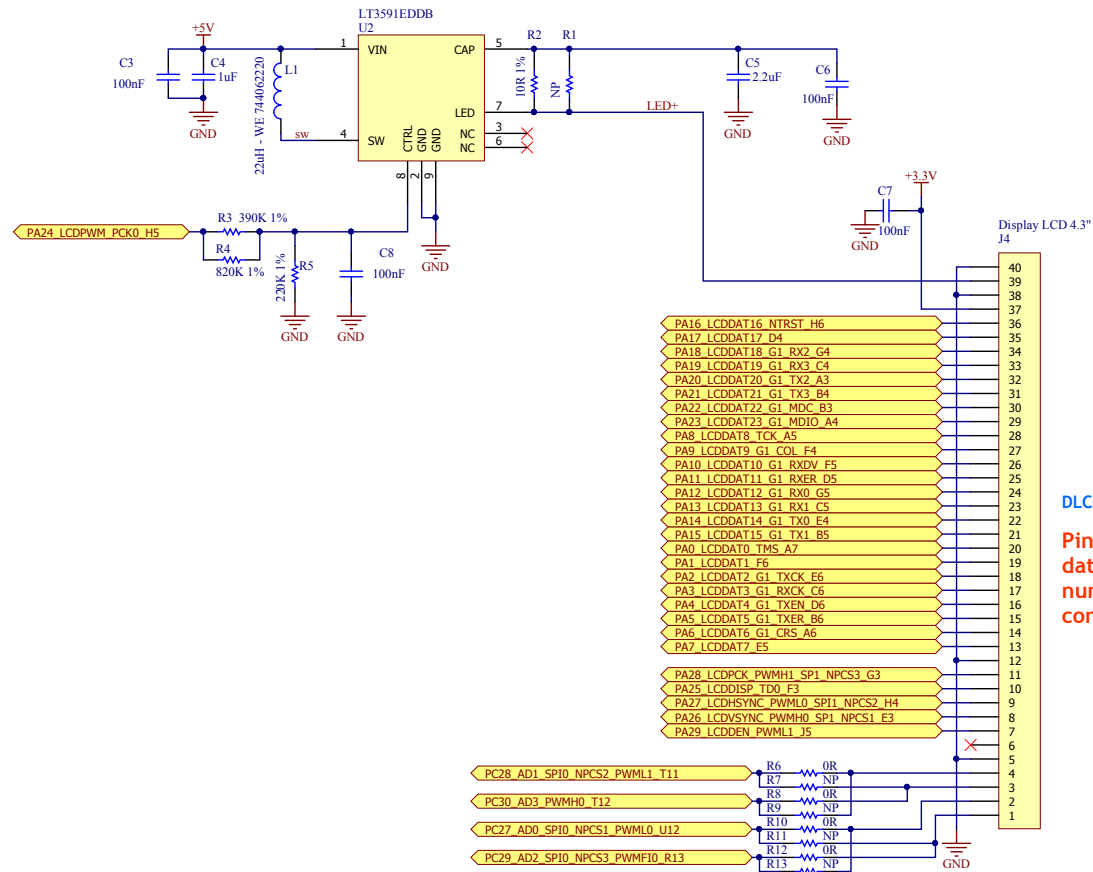 LT3591EDDB
U2
+5V
1 VIN
CAP 5
R2
R1
C3
100nF
C4
1uF
L1
22uH - WE 744062220
sw
4 SW
10R 1%
NP
C5
2.2uF
C6
100nF
LED 7
LED+
NC 3
NC 6
CTRL
GND
GND
8
2
9
GND
GND
GND
GND
+3.3V
C7
100nF
GND
Display LCD 4.3"
J4
PA24_LCDPWM_PCK0_H5
R3 390K 1%
R4
820K 1%
220K 1%
R5
C8
100nF
GND
GND
40
39
38
37
PA16_LCDDAT16_NTRST_H6 36
PA17_LCDDAT17_D4 35
PA18_LCDDAT18_G1_RX2_G4 34
PA19_LCDDAT19_G1_RX3_C4 33
PA20_LCDDAT20_G1_TX2_A3 32
PA21_LCDDAT21_G1_TX3_B4 31
PA22_LCDDAT22_G1_MDC_B3 30
PA23_LCDDAT23_G1_MDIO_A4 29
PA8_LCDDAT8_TCK_A5 28
PA9_LCDDAT9_G1_COL_F4 27
PA10_LCDDAT10_G1_RXDV_F5 26
PA11_LCDDAT11_G1_RXER_D5 25
PA12_LCDDAT12_G1_RX0_G5 24
PA13_LCDDAT13_G1_RX1_C5 23
PA14_LCDDAT14_G1_TX0_E4 22
PA15_LCDDAT15_G1_TX1_B5 21
PA0_LCDDAT0_TMS_A7 20
PA1_LCDDAT1_F6 19
PA2_LCDDAT2_G1_TXCK_E6 18
PA3_LCDDAT3_G1_RXCK_C6 17
PA4_LCDDAT4_G1_TXEN_D6 16
PA5_LCDDAT5_G1_TXER_B6 15
PA6_LCDDAT6_G1_CRS_A6 14
PA7_LCDDAT7_E5 13
12
PA28_LCDPCK_PWMH1_SP1_NPCS3_G3 11
PA25_LCDDISP_TD0_F3 10
PA27_LCDHSYNC_PWML0_SPI1_NPCS2_H4 9
PA26_LCDVSYNC_PWMH0_SP1_NPCS1_E3 8
PA29_LCDDEN_PWML1_J5 7
6
5
4
3
2
1
DLC
Pin
dat
nur
con
PC28_AD1_SPI0_NPCS2_PWML1_T11
R6 0R
R7 NP
PC30_AD3_PWMH0_T12
R8 0R
R9 NP
PC27_AD0_SPI0_NPCS1_PWML0_U12
R10 0R
R11 NP
PC29_AD2_SPI0_NPCS3_PWMFI0_R13
R12 0R
R13 NP
GND